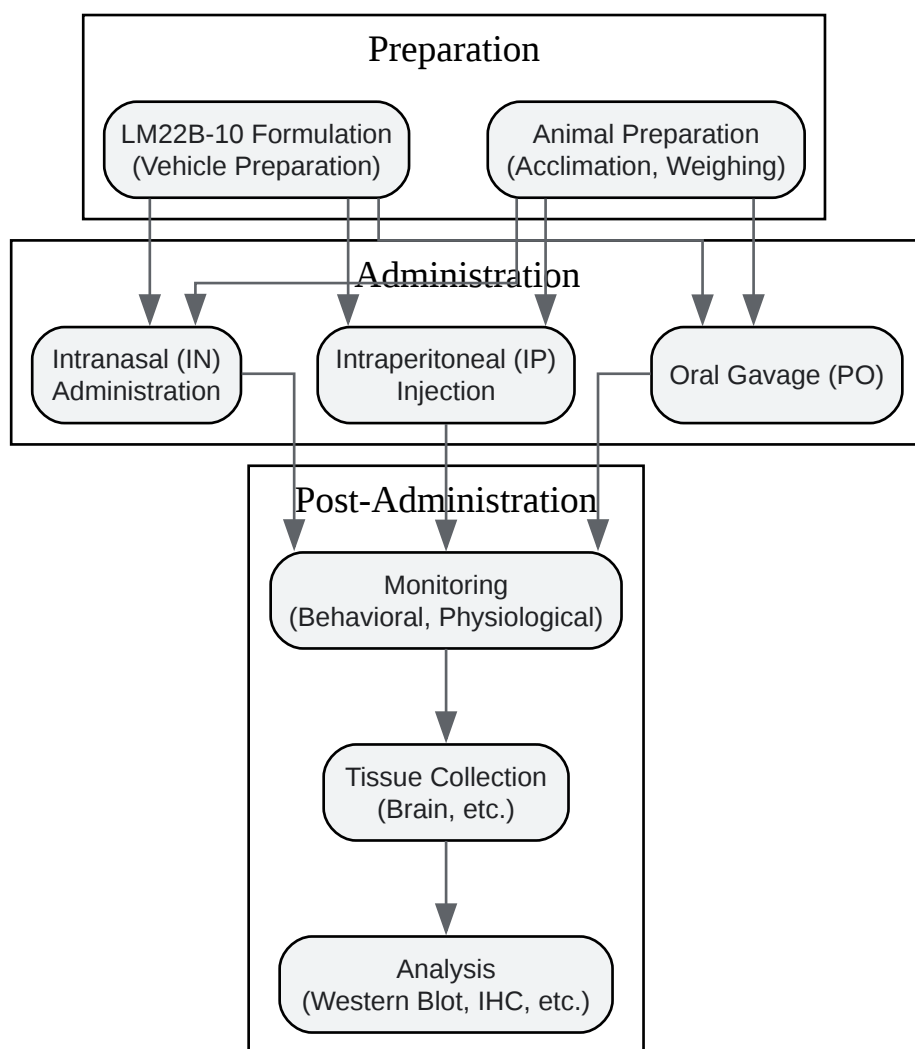 Preparation
LM22B-10 Formulation
(Vehicle Preparation)
Animal Preparation
(Acclimation, Weighing)
Administration
Intranasal (IN)
Administration
Intraperitoneal (IP)
Injection
Oral Gavage (PO)
Post-Administration
Monitoring
(Behavioral, Physiological)
Tissue Collection
(Brain, etc.)
Analysis
(Western Blot, IHC, etc.)